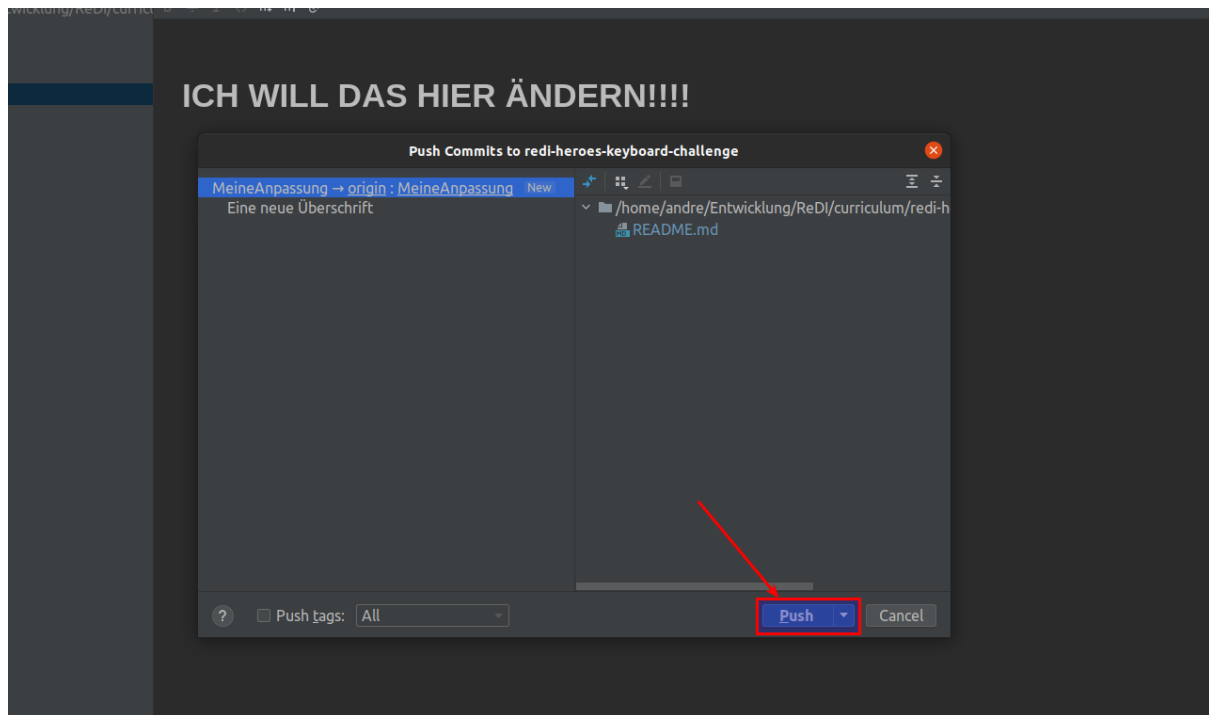 ICH WILL DAS HIER ÄNDERN!!!!
Push Commits to redi-heroes-keyboard-challenge
MeineAnpassung → origin : MeineAnpassung New
Eine neue Überschrift
/home/andre/Entwicklung/ReDI/curriculum/redi-h
README.md
? Push tags: All
Push
Cancel